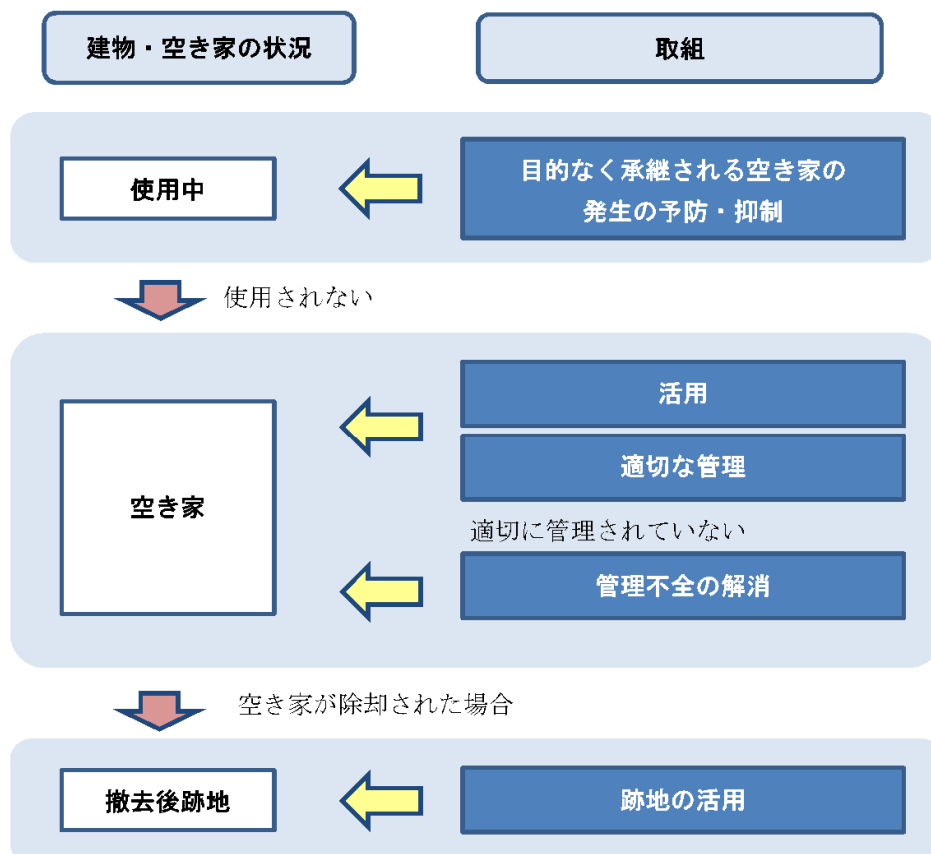 建物・空き家の状況
取組
使用中
目的なく承継される空き家の
発生の予防・抑制
使用されない
活用
適切な管理
空き家
適切に管理されていない
管理不全の解消
空き家が除却された場合
撤去後跡地
跡地の活用